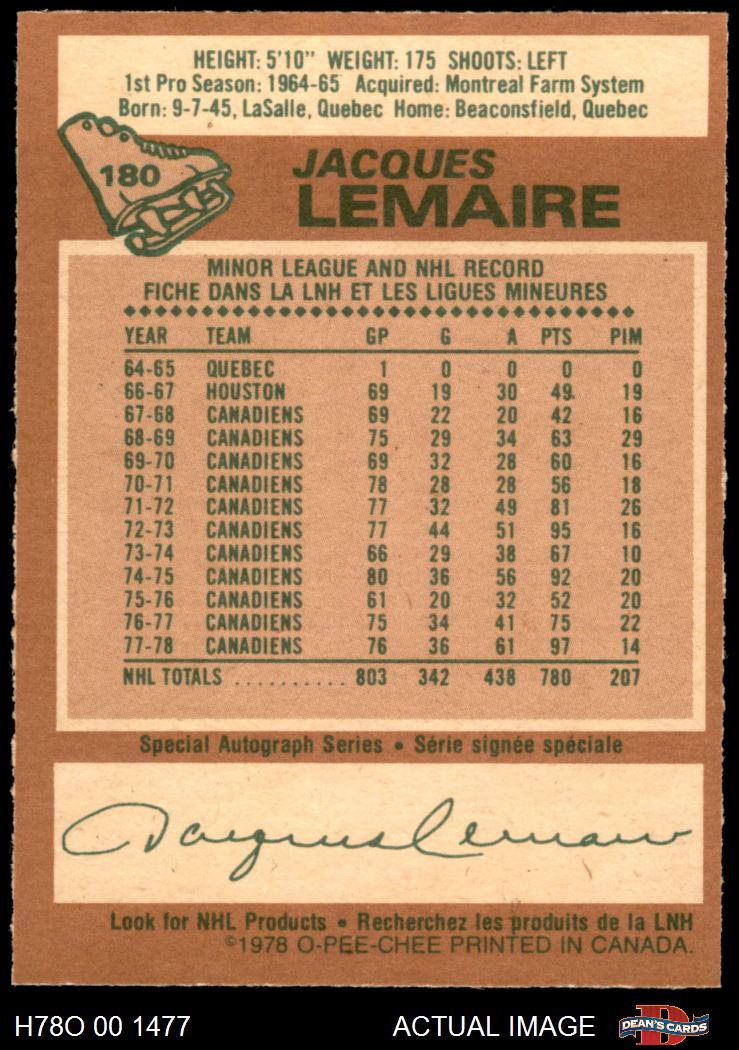 HEIGHT: 5'10" WEIGHT: 175 SHOOTS: LEFT
1st Pro Season: 1964-65 Acquired: Montreal Farm System
Born: 9-7-45, LaSalle, Quebec Home: Beaconsfield, Quebec
180
JACQUES
LEMAIRE
MINOR LEAGUE AND NHL RECORD
FICHE DANS LA LNH ET LES LIGUES MINEURES
YEAR TEAM GP G A PTS PIM
64-65 QUEBEC 1 0 0 0 0
66-67 HOUSTON 69 19 30 49 19
67-68 CANADIENS 69 22 20 42 16
68-69 CANADIENS 75 29 34 63 29
69-70 CANADIENS 69 32 28 60 16
70-71 CANADIENS 78 28 28 56 18
71-72 CANADIENS 77 32 49 81 26
72-73 CANADIENS 77 44 51 95 16
73-74 CANADIENS 66 29 38 67 10
74-75 CANADIENS 80 36 56 92 20
75-76 CANADIENS 61 20 32 52 20
76-77 CANADIENS 75 34 41 75 22
77-78 CANADIENS 76 36 61 97 14
NHL TOTALS .......... 803 342 438 780 207
Special Autograph Series • Série signée spéciale
Jacques Lemaire
Look for NHL Products • Recherchez les produits de la LNH
©1978 O-PEE-CHEE PRINTED IN CANADA.
H78O 00 1477 ACTUAL IMAGE DEAN'S CARDS